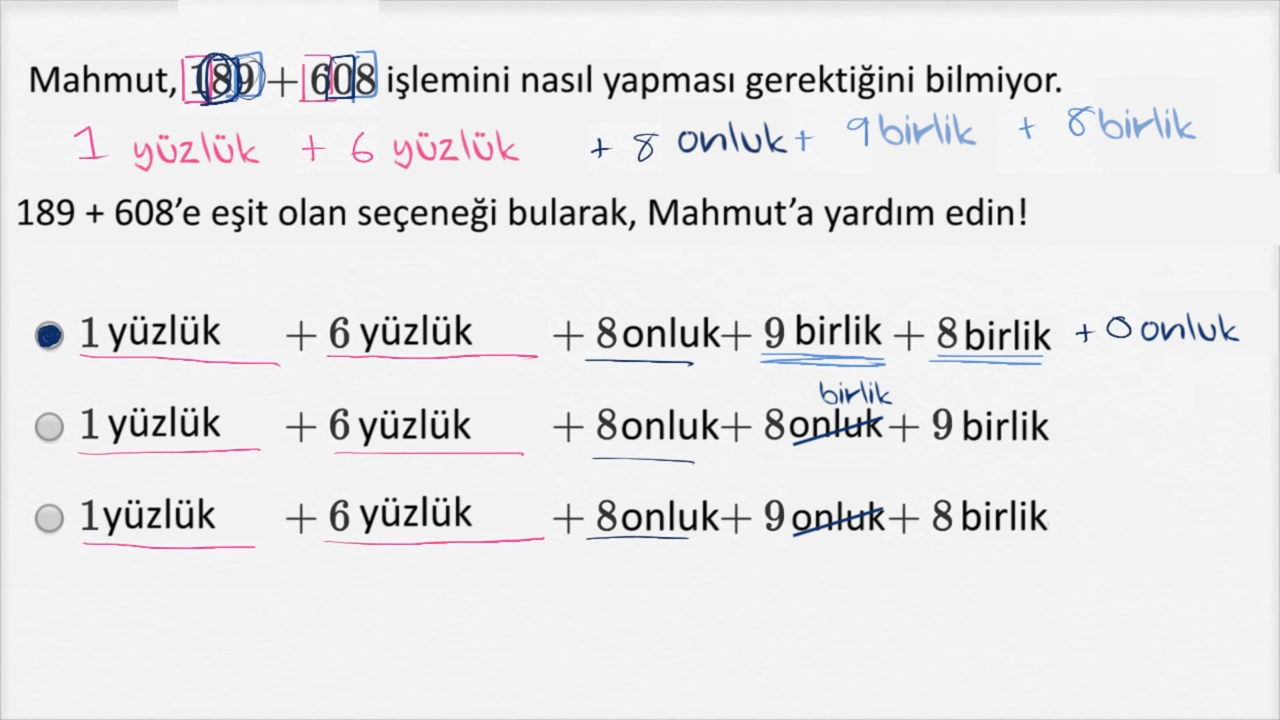 Mahmut, 189 + 608 işlemini nasıl yapması gerektiğini bilmiyor.
1 yüzlük + 6 yüzlük + 8 onluk + 9 birlik + 8 birlik
189 + 608’e eşit olan seçeneği bularak, Mahmut’a yardım edin!
1 yüzlük + 6 yüzlük + 8 onluk + 9 birlik + 8 birlik + 0 onluk
birlik
1 yüzlük + 6 yüzlük + 8 onluk + 8 onluk + 9 birlik
1 yüzlük + 6 yüzlük + 8 onluk + 9 onluk + 8 birlik